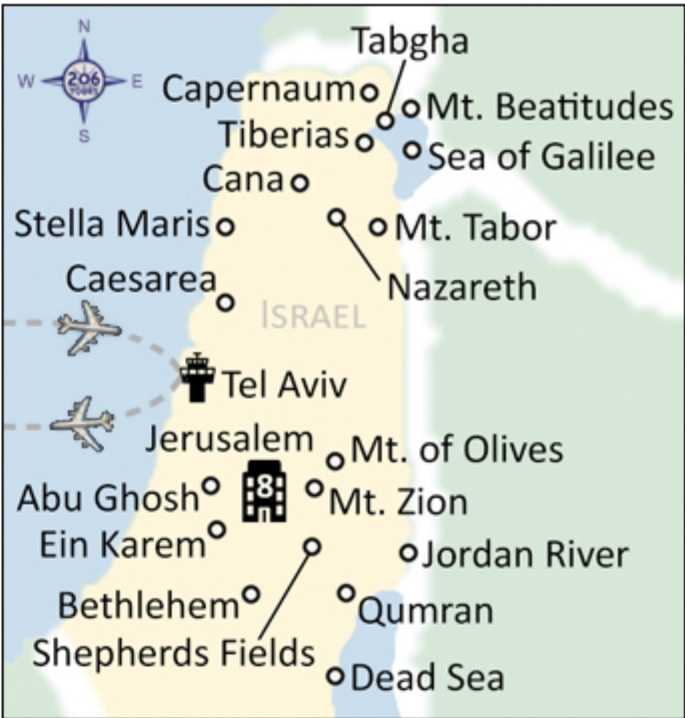 N
Tabgha
W 206 E
TOURS
Capernaum
Mt. Beatitudes
S
Tiberias
Sea of Galilee
Cana
Stella Maris
Mt. Tabor
Caesarea
Nazareth
ISRAEL
Tel Aviv
Jerusalem
Mt. of Olives
8
Abu Ghosh
Mt. Zion
Ein Karem
Jordan River
Bethlehem
Qumran
Shepherds Fields
Dead Sea